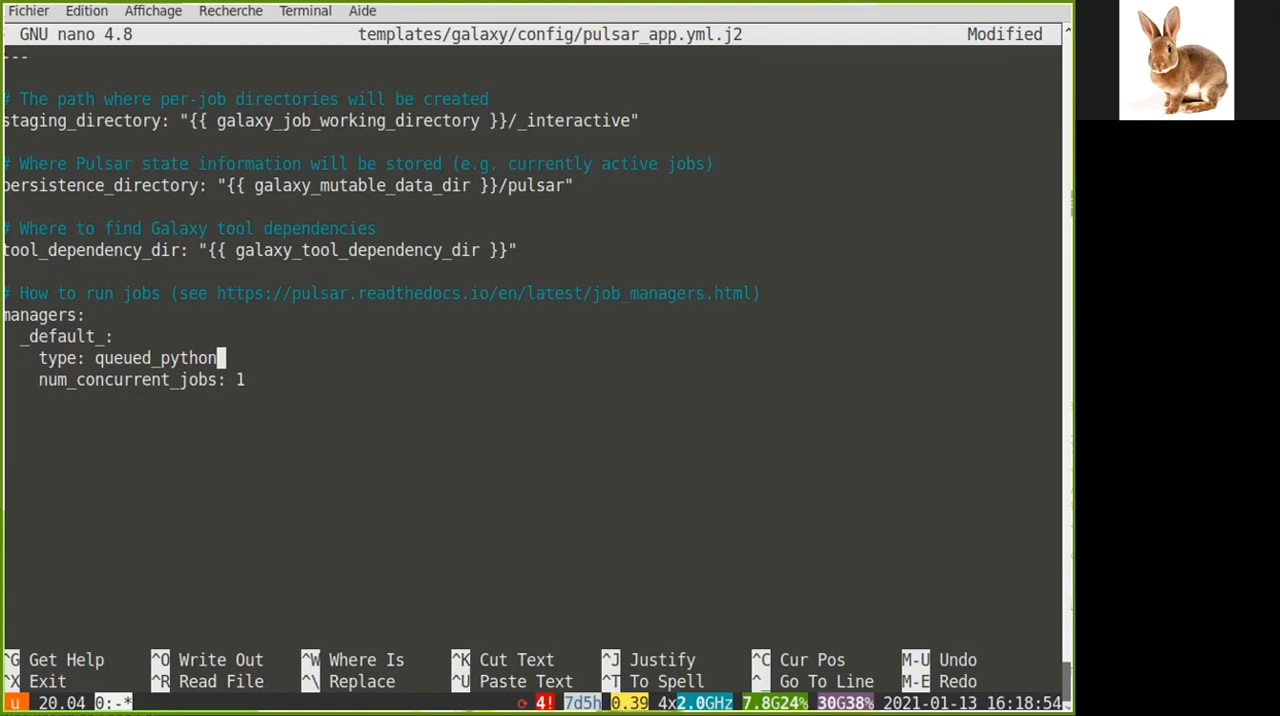 Fichier Edition Affichage Recherche Terminal Aide
GNU nano 4.8 templates/galaxy/config/pulsar_app.yml.j2 Modified
---
# The path where per-job directories will be created
staging_directory: "{{ galaxy_job_working_directory }}/_interactive"
# Where Pulsar state information will be stored (e.g. currently active jobs)
persistence_directory: "{{ galaxy_mutable_data_dir }}/pulsar"
# Where to find Galaxy tool dependencies
tool_dependency_dir: "{{ galaxy_tool_dependency_dir }}"
# How to run jobs (see https://pulsar.readthedocs.io/en/latest/job_managers.html)
managers:
  _default_:
    type: queued_python
    num_concurrent_jobs: 1
^G Get Help ^O Write Out ^W Where Is ^K Cut Text ^J Justify ^C Cur Pos M-U Undo
^X Exit ^R Read File ^\ Replace ^U Paste Text ^T To Spell ^_ Go To Line M-E Redo
u 20.04 0:-* 4! 7d5h 0.39 4x2.0GHz 7.8G24% 30G38% 2021-01-13 16:18:54